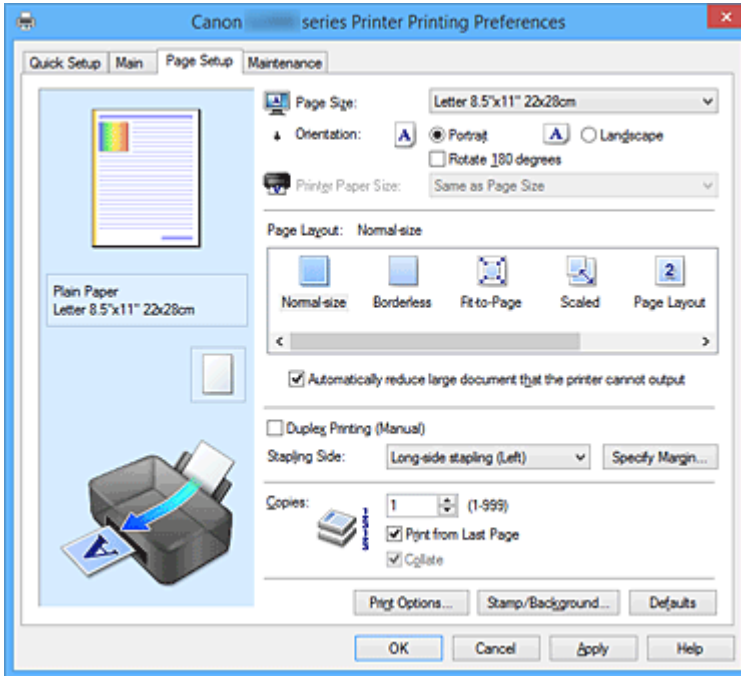 Canon series Printer Printing Preferences
Quick Setup Main Page Setup Maintenance
Page Size: Letter 8.5"x11" 22x28cm
Orientation: A Portrait A Landscape
Rotate 180 degrees
Printer Paper Size: Same as Page Size
Page Layout: Normal-size
Normal-size Borderless Fit-to-Page Scaled 2 Page Layout
Plain Paper
Letter 8.5"x11" 22x28cm
Automatically reduce large document that the printer cannot output
Duplex Printing (Manual)
Stapling Side: Long-side stapling (Left) Specify Margin...
Copies: 1 (1-999)
Print from Last Page
Collate
A
Print Options... Stamp/Background... Defaults
OK Cancel Apply Help